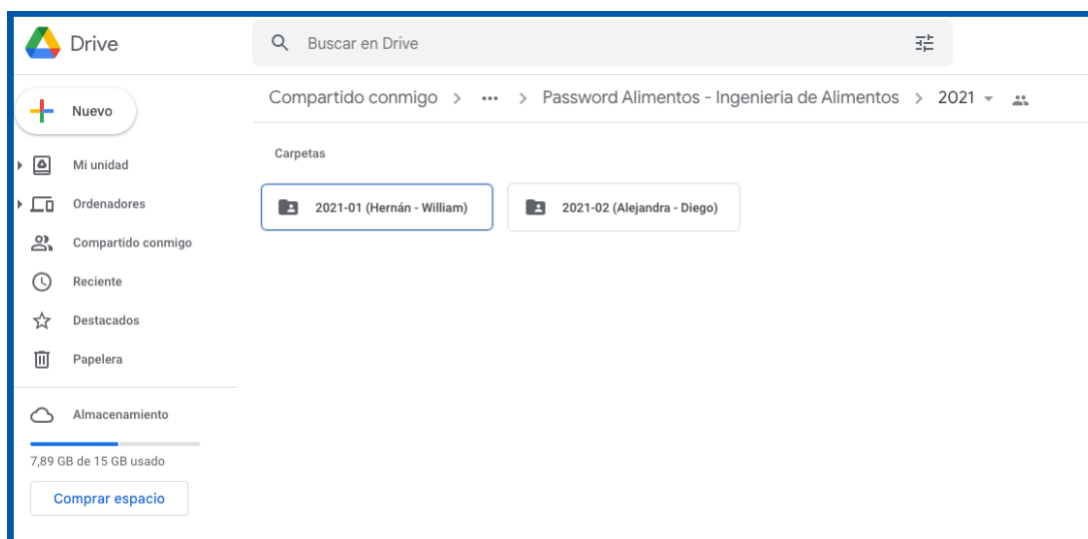 Drive
Buscar en Drive
Nuevo
Compartido conmigo > ••• > Password Alimentos - Ingenieria de Alimentos > 2021
Mi unidad
Ordenadores
Compartido conmigo
Reciente
Destacados
Papelera
Almacenamiento
7,89 GB de 15 GB usado
Comprar espacio
Carpetas
2021-01 (Hernán - William)
2021-02 (Alejandra - Diego)